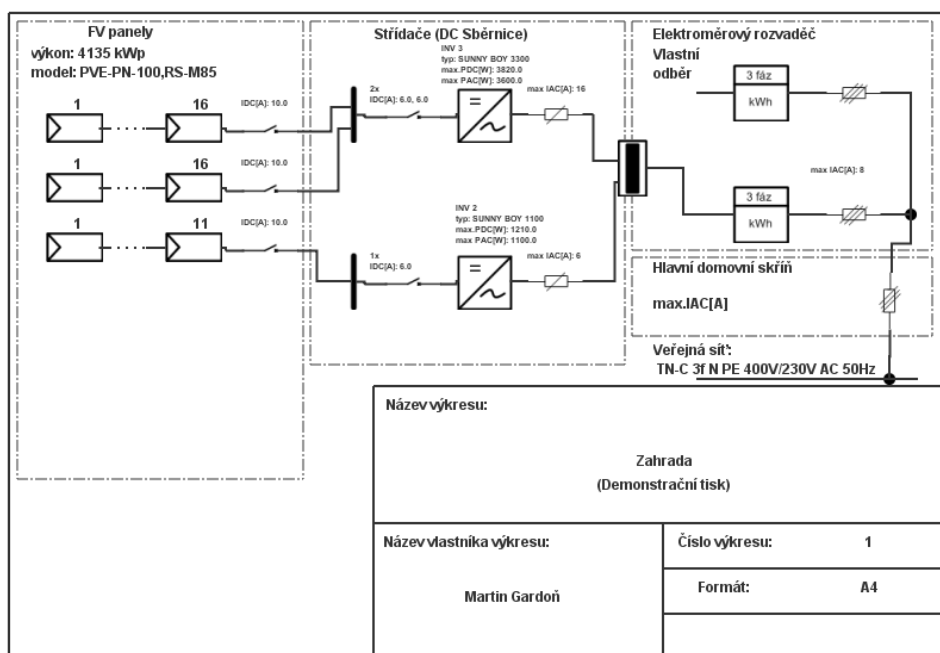 FV panely
výkon: 4135 kWp
model: PVE-PN-100,RS-M85
1
16
IDC[A]: 10.0
1
16
IDC[A]: 10.0
1
11
IDC[A]: 10.0
Střídače (DC Sběrnice)
INV 3
typ: SUNNY BOY 3300
max.PDC[W]: 3820.0
max PAC[W]: 3600.0
2x
IDC[A]: 6.0, 6.0
max IAC[A]: 16
INV 2
typ: SUNNY BOY 1100
max.PDC[W]: 1210.0
max PAC[W]: 1100.0
1x
IDC[A]: 6.0
max IAC[A]: 6
Elektroměrový rozvaděč
Vlastní
odběr
3 fáz
kWh
max IAC[A]: 8
3 fáz
kWh
Hlavní domovní skříň
max.IAC[A]
Veřejná síť:
TN-C 3f N PE 400V/230V AC 50Hz
Název výkresu:
Zahrada
(Demonstrační tisk)
Název vlastníka výkresu:
Martin Gardoň
Číslo výkresu: 1
Formát: A4